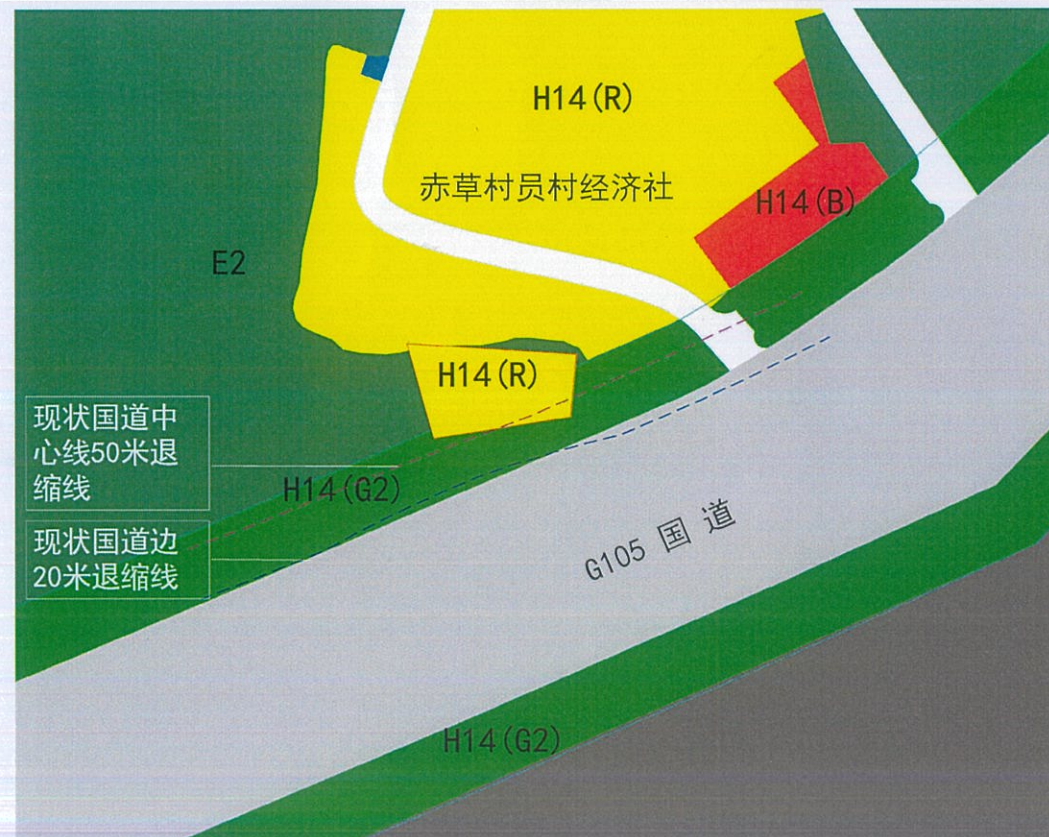 H14(R)
赤草村员村经济社
H14(B)
E2
H14(R)
现状国道中
心线50米退
缩线
H14(G2)
现状国道边
20米退缩线
G105 国道
H14(G2)